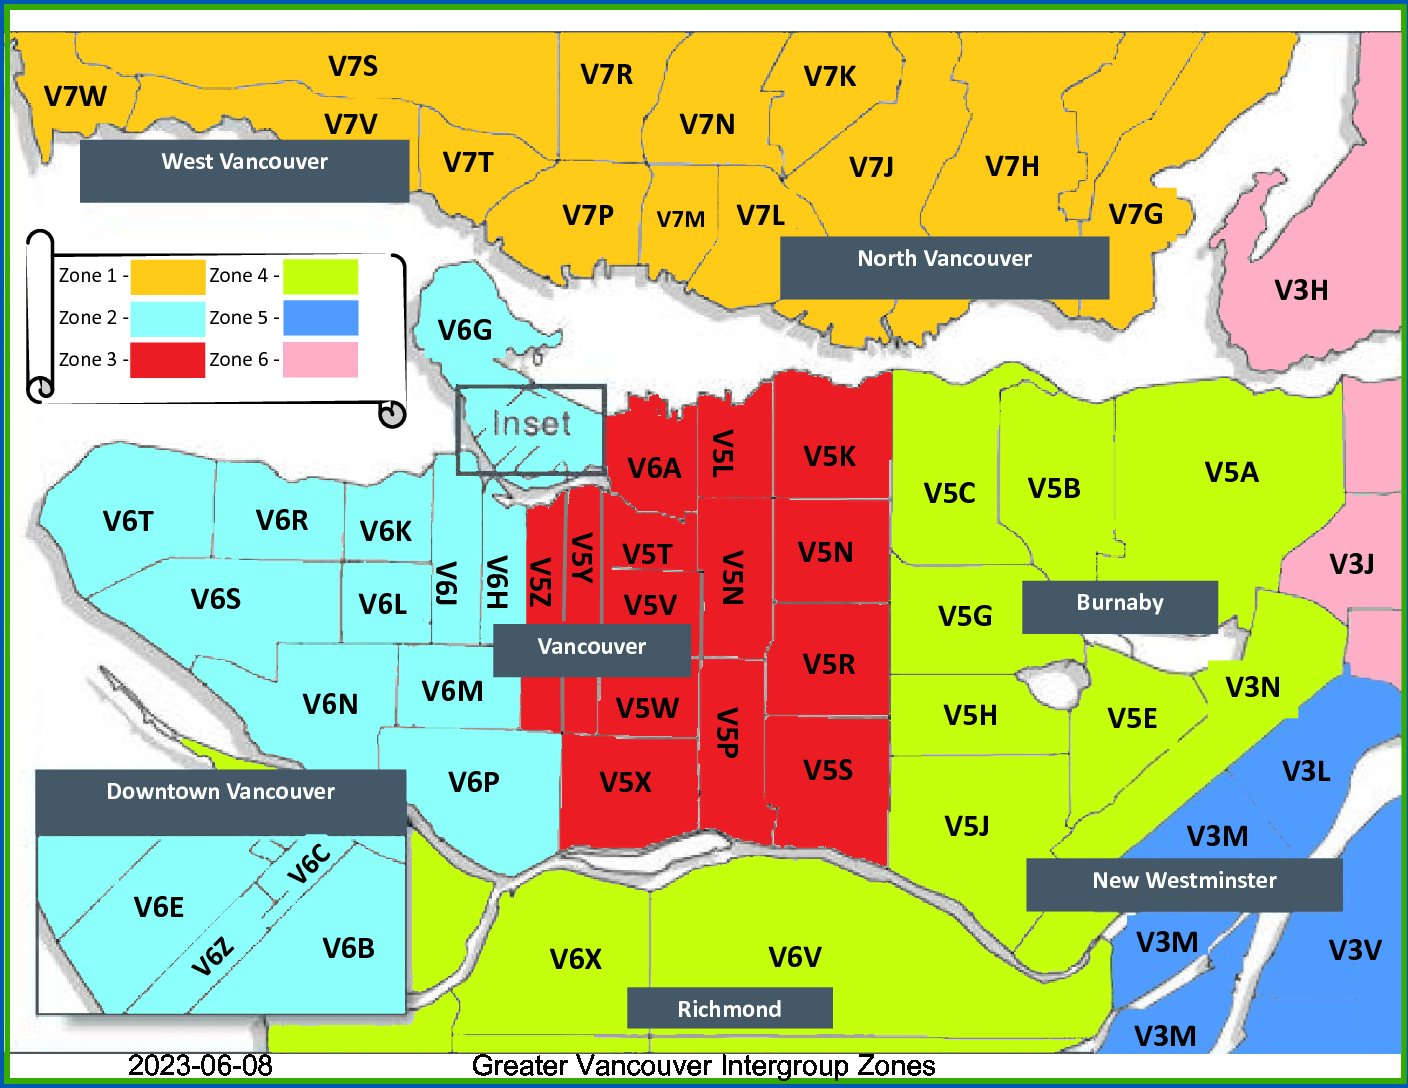 V7S
V7W
V7R
V7K
V7V
V7N
V7T
V7J
V7H
West Vancouver
V7P
V7M
V7L
V7G
North Vancouver
Zone 1 -
Zone 4 -
Zone 2 -
Zone 5 -
Zone 3 -
Zone 6 -
V3H
V6G
Inset
V6A
V5L
V5K
V5C
V5B
V5A
V6T
V6R
V6K
V6J
V6H
V5Z
V5Y
V5T
V5N
V5N
V3J
V6S
V6L
V5V
V5G
Burnaby
Vancouver
V5R
V6N
V6M
V5W
V5P
V5H
V5E
V3N
V6P
V5X
V5S
V5J
V3L
V3M
Downtown Vancouver
New Westminster
V6C
V6E
V6Z
V6B
V6X
V6V
V3M
V3V
Richmond
V3M
2023-06-08
Greater Vancouver Intergroup Zones